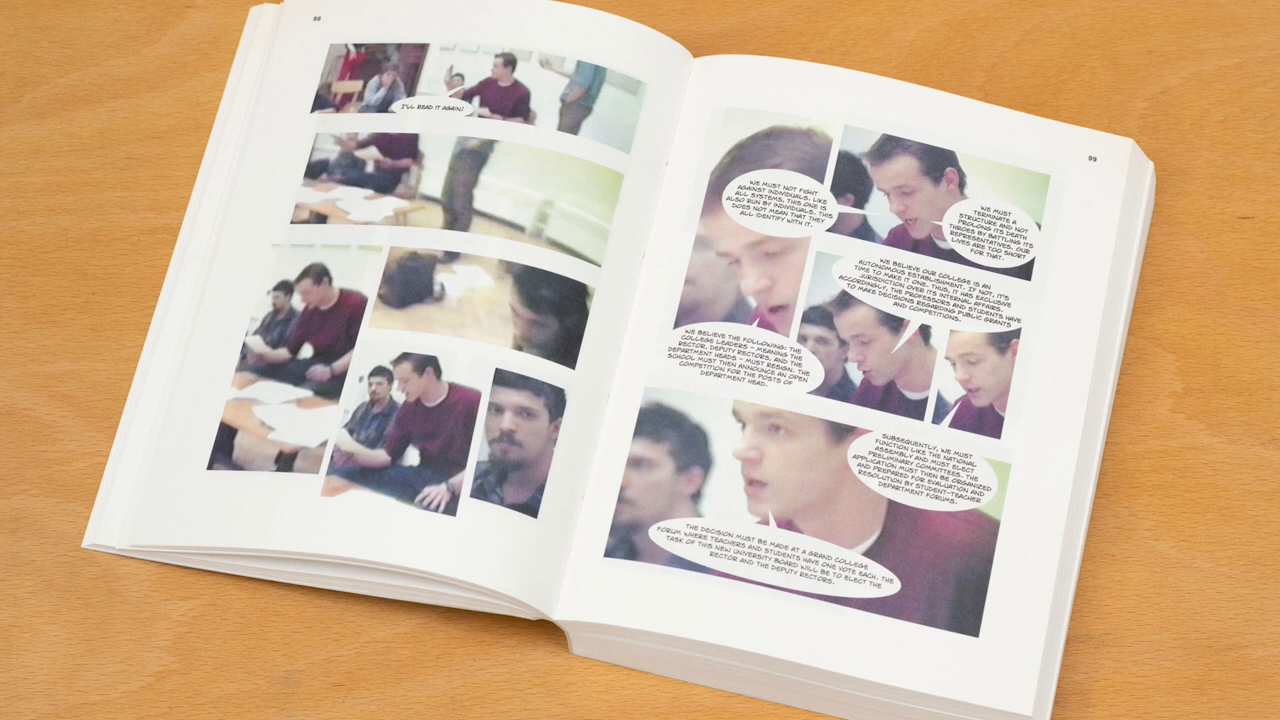 98
I'LL READ IT AGAIN!
99
WE MUST NOT FIGHT
AGAINST INDIVIDUALS. LIKE
ALL SYSTEMS, THIS ONE IS
ALSO RUN BY INDIVIDUALS. THIS
DOES NOT MEAN THAT THEY
ALL IDENTIFY WITH IT.
WE MUST
TERMINATE A
STRUCTURE AND NOT
PROLONG ITS DEATH
THROES BY BATTLING ITS
REPRESENTATIVES. OUR
LIVES ARE TOO SHORT
FOR THAT.
WE BELIEVE THE FOLLOWING: THE
COLLEGE LEADERS – MEANING THE
RECTOR, DEPUTY RECTORS, AND THE
DEPARTMENT HEADS – MUST RESIGN. THE
SCHOOL MUST THEN ANNOUNCE AN OPEN
COMPETITION FOR THE POSTS OF
DEPARTMENT HEAD.
WE BELIEVE OUR COLLEGE IS AN
AUTONOMOUS ESTABLISHMENT. IF NOT, IT'S
TIME TO MAKE IT ONE. THUS, IT HAS EXCLUSIVE
JURISDICTION OVER ITS INTERNAL AFFAIRS.
ACCORDINGLY, THE PROFESSORS AND STUDENTS HAVE
TO MAKE DECISIONS REGARDING PUBLIC GRANTS
AND COMPETITIONS.
SUBSEQUENTLY, WE MUST
FUNCTION LIKE THE NATIONAL
ASSEMBLY AND MUST ELECT
PRELIMINARY COMMITTEES. THE
APPLICATION MUST THEN BE ORGANIZED
AND PREPARED FOR EVALUATION AND
RESOLUTION BY STUDENT-TEACHER
DEPARTMENT FORUMS.
THE DECISION MUST BE MADE AT A GRAND COLLEGE
FORUM WHERE TEACHERS AND STUDENTS HAVE ONE VOTE EACH. THE
TASK OF THIS NEW UNIVERSITY BOARD WILL BE TO ELECT THE
RECTOR AND THE DEPUTY RECTORS.